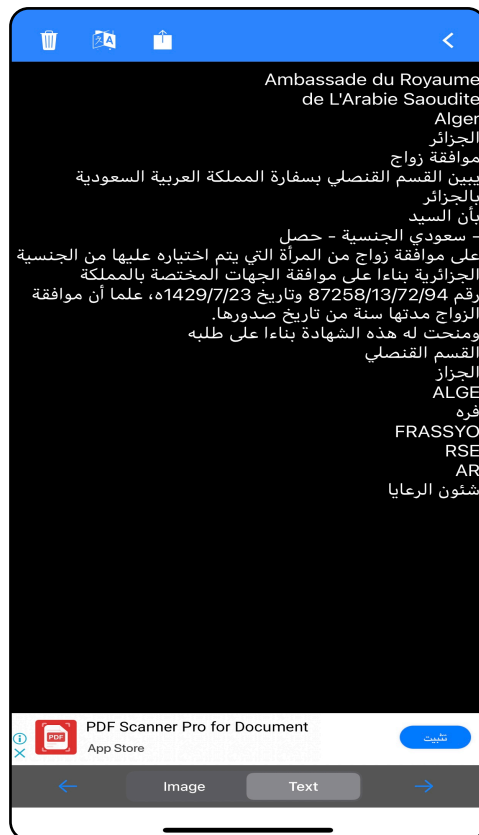 Ambassade du Royaume
de L'Arabie Saoudite
Alger
الجزائر
موافقة زواج
يبين القسم القنصلي بسفارة المملكة العربية السعودية
بالجزائر
بأن السيد
- سعودي الجنسية - حصل
على موافقة زواج من المرأة التي يتم اختياره عليها من الجنسية
الجزائرية بناءا على موافقة الجهات المختصة بالمملكة
رقم 87258/13/72/94 وتاريخ 1429/7/23ه، علما أن موافقة
الزواج مدتها سنة من تاريخ صدورها.
ومنحت له هذه الشهادة بناءا على طلبه
القسم القنصلي
الجزاز
ALGE
فره
FRASSYO
RSE
AR
شئون الرعايا
PDF
PDF Scanner Pro for Document
App Store
تثبيت
Image
Text